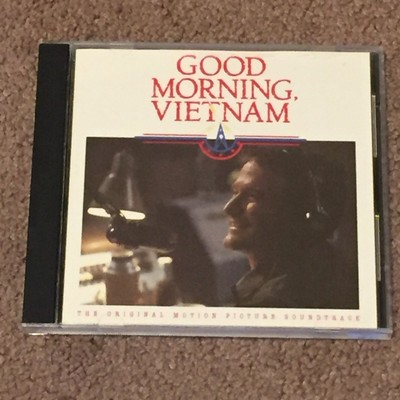 GOOD
MORNING,
VIETNAM
THE ORIGINAL MOTION PICTURE SOUNDTRACK